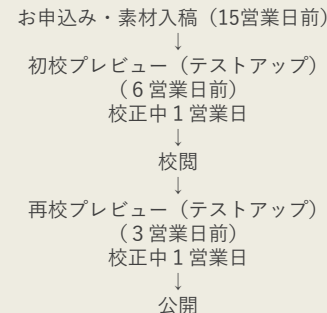 お申込み・素材入稿（15営業日前）
↓
初校プレビュー（テストアップ）
（６営業日前）
校正中１営業日
↓
校閲
↓
再校プレビュー（テストアップ）
（３営業日前）
校正中１営業日
↓
公開